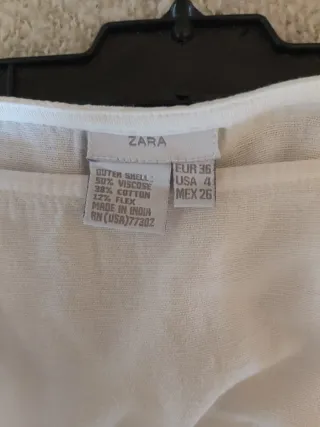 ZARA
OUTER SHELL:
50% VISCOSE
38% COTTON
12% FLEX
MADE IN INDIA
RN(USA)77302
EUR 36
USA 4
MEX 26